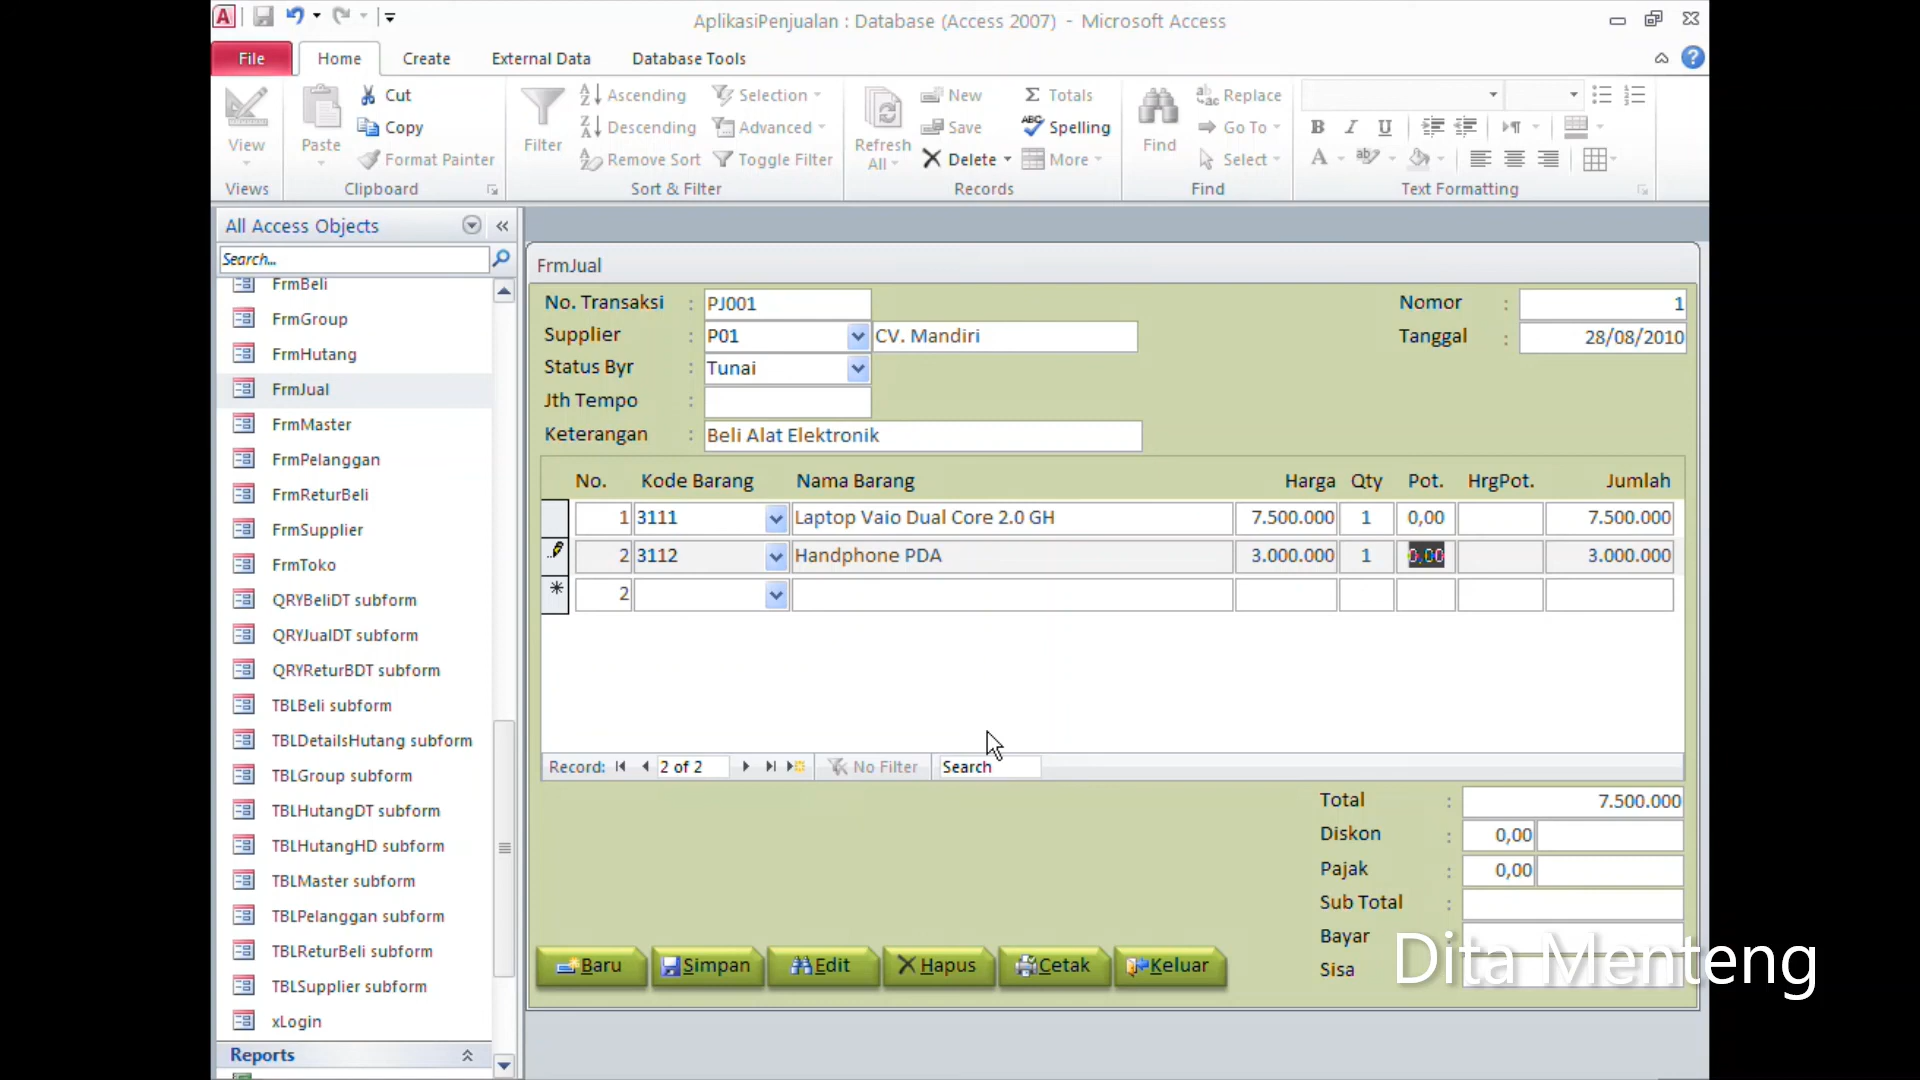 AplikasiPenjualan : Database (Access 2007) - Microsoft Access
File Home Create External Data Database Tools
View
Views
Paste
Cut
Copy
Format Painter
Clipboard
Filter
Ascending
Descending
Remove Sort
Selection
Advanced
Toggle Filter
Sort & Filter
Refresh
All
New
Save
Delete
Totals
Spelling
More
Records
Find
Replace
Go To
Select
Find
B I U
Text Formatting
All Access Objects
Search...
FrmBeli
FrmGroup
FrmHutang
FrmJual
FrmMaster
FrmPelanggan
FrmReturBeli
FrmSupplier
FrmToko
QRYBeliDT subform
QRYJualDT subform
QRYReturBDT subform
TBLBeli subform
TBLDetailsHutang subform
TBLGroup subform
TBLHutangDT subform
TBLHutangHD subform
TBLMaster subform
TBLPelanggan subform
TBLReturBeli subform
TBLSupplier subform
xLogin
Reports
FrmJual
No. Transaksi : PJ001
Supplier : P01 CV. Mandiri
Status Byr : Tunai
Jth Tempo :
Keterangan : Beli Alat Elektronik
Nomor : 1
Tanggal : 28/08/2010
No. Kode Barang Nama Barang Harga Qty Pot. HrgPot. Jumlah
1 3111 Laptop Vaio Dual Core 2.0 GH 7.500.000 1 0,00 7.500.000
2 3112 Handphone PDA 3.000.000 1 0,00 3.000.000
2
Record: 2 of 2 No Filter Search
Total : 7.500.000
Diskon : 0,00
Pajak : 0,00
Sub Total :
Bayar
Sisa
Baru Simpan Edit Hapus Cetak Keluar
Dita Menteng